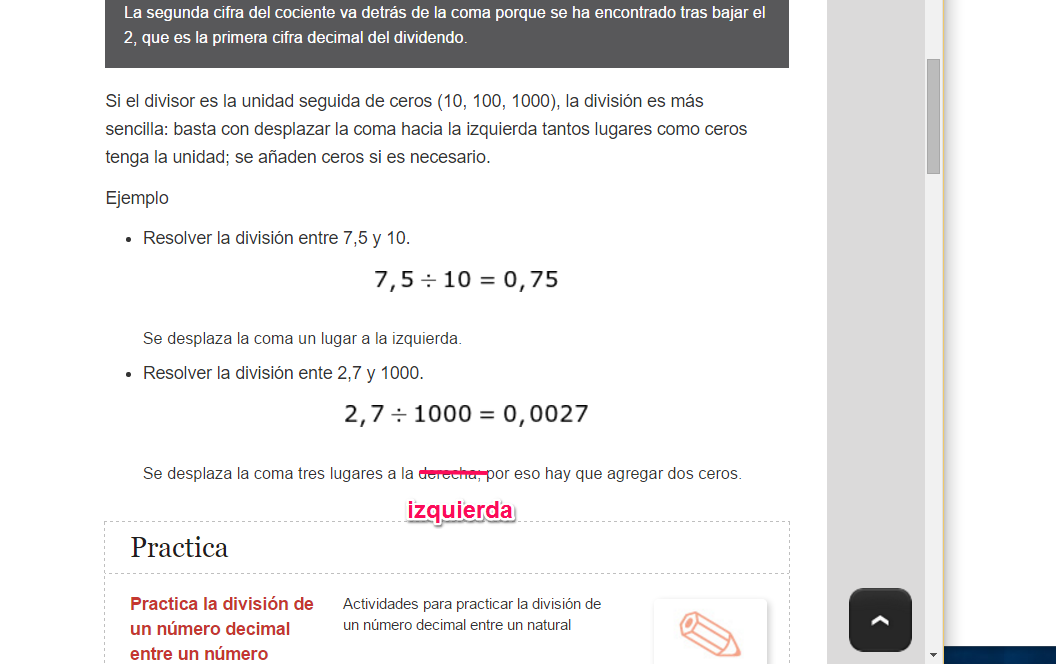 La segunda cifra del cociente va detrás de la coma porque se ha encontrado tras bajar el
2, que es la primera cifra decimal del dividendo.
Si el divisor es la unidad seguida de ceros (10, 100, 1000), la división es más
sencilla: basta con desplazar la coma hacia la izquierda tantos lugares como ceros
tenga la unidad; se añaden ceros si es necesario.
Ejemplo
• Resolver la división entre 7,5 y 10.
7,5 ÷ 10 = 0,75
Se desplaza la coma un lugar a la izquierda.
• Resolver la división ente 2,7 y 1000.
2,7 ÷ 1000 = 0,0027
Se desplaza la coma tres lugares a la derecha; por eso hay que agregar dos ceros.
izquierda
Practica
Practica la división de
un número decimal
entre un número
Actividades para practicar la división de
un número decimal entre un natural